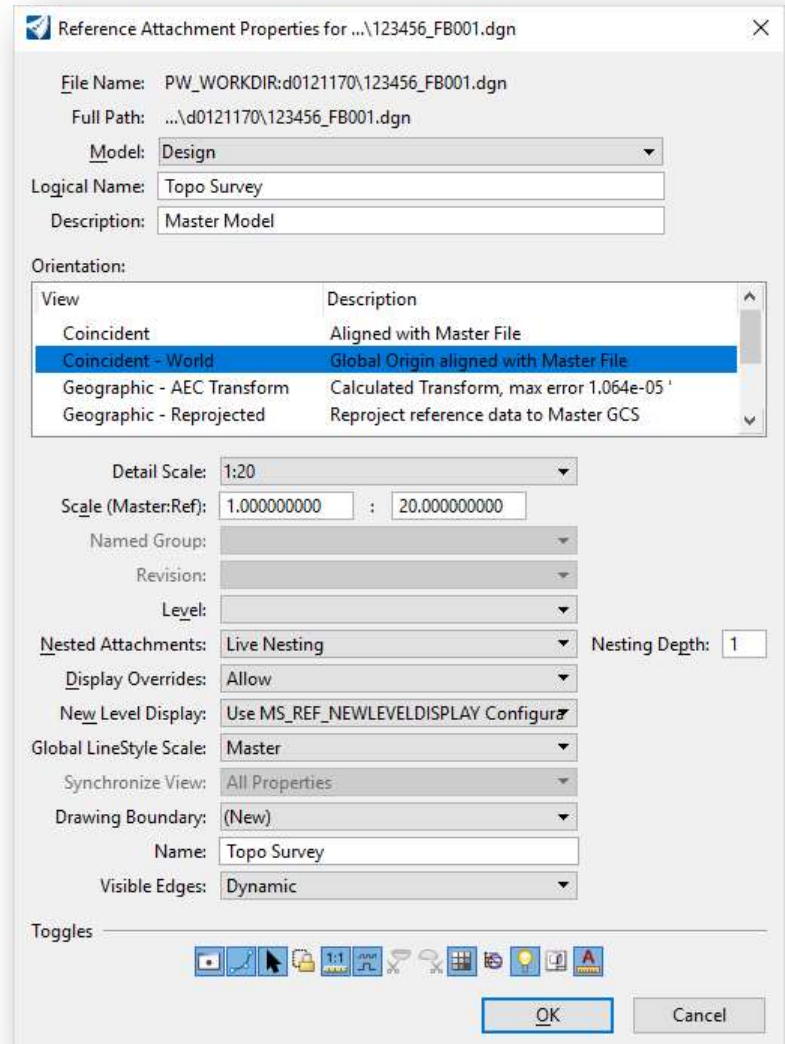 Reference Attachment Properties for ...\123456_FB001.dgn
File Name: PW_WORKDIR:d0121170\123456_FB001.dgn
Full Path: ...\d0121170\123456_FB001.dgn
Model: Design
Logical Name: Topo Survey
Description: Master Model
Orientation:
View Description
Coincident Aligned with Master File
Coincident - World Global Origin aligned with Master File
Geographic - AEC Transform Calculated Transform, max error 1.064e-05 '
Geographic - Reprojected Reproject reference data to Master GCS
Detail Scale: 1:20
Scale (Master:Ref): 1.000000000 : 20.000000000
Named Group:
Revision:
Level:
Nested Attachments: Live Nesting Nesting Depth: 1
Display Overrides: Allow
New Level Display: Use MS_REF_NEWLEVELDISPLAY Configura
Global LineStyle Scale: Master
Synchronize View: All Properties
Drawing Boundary: (New)
Name: Topo Survey
Visible Edges: Dynamic
Toggles
1:1 A
OK Cancel